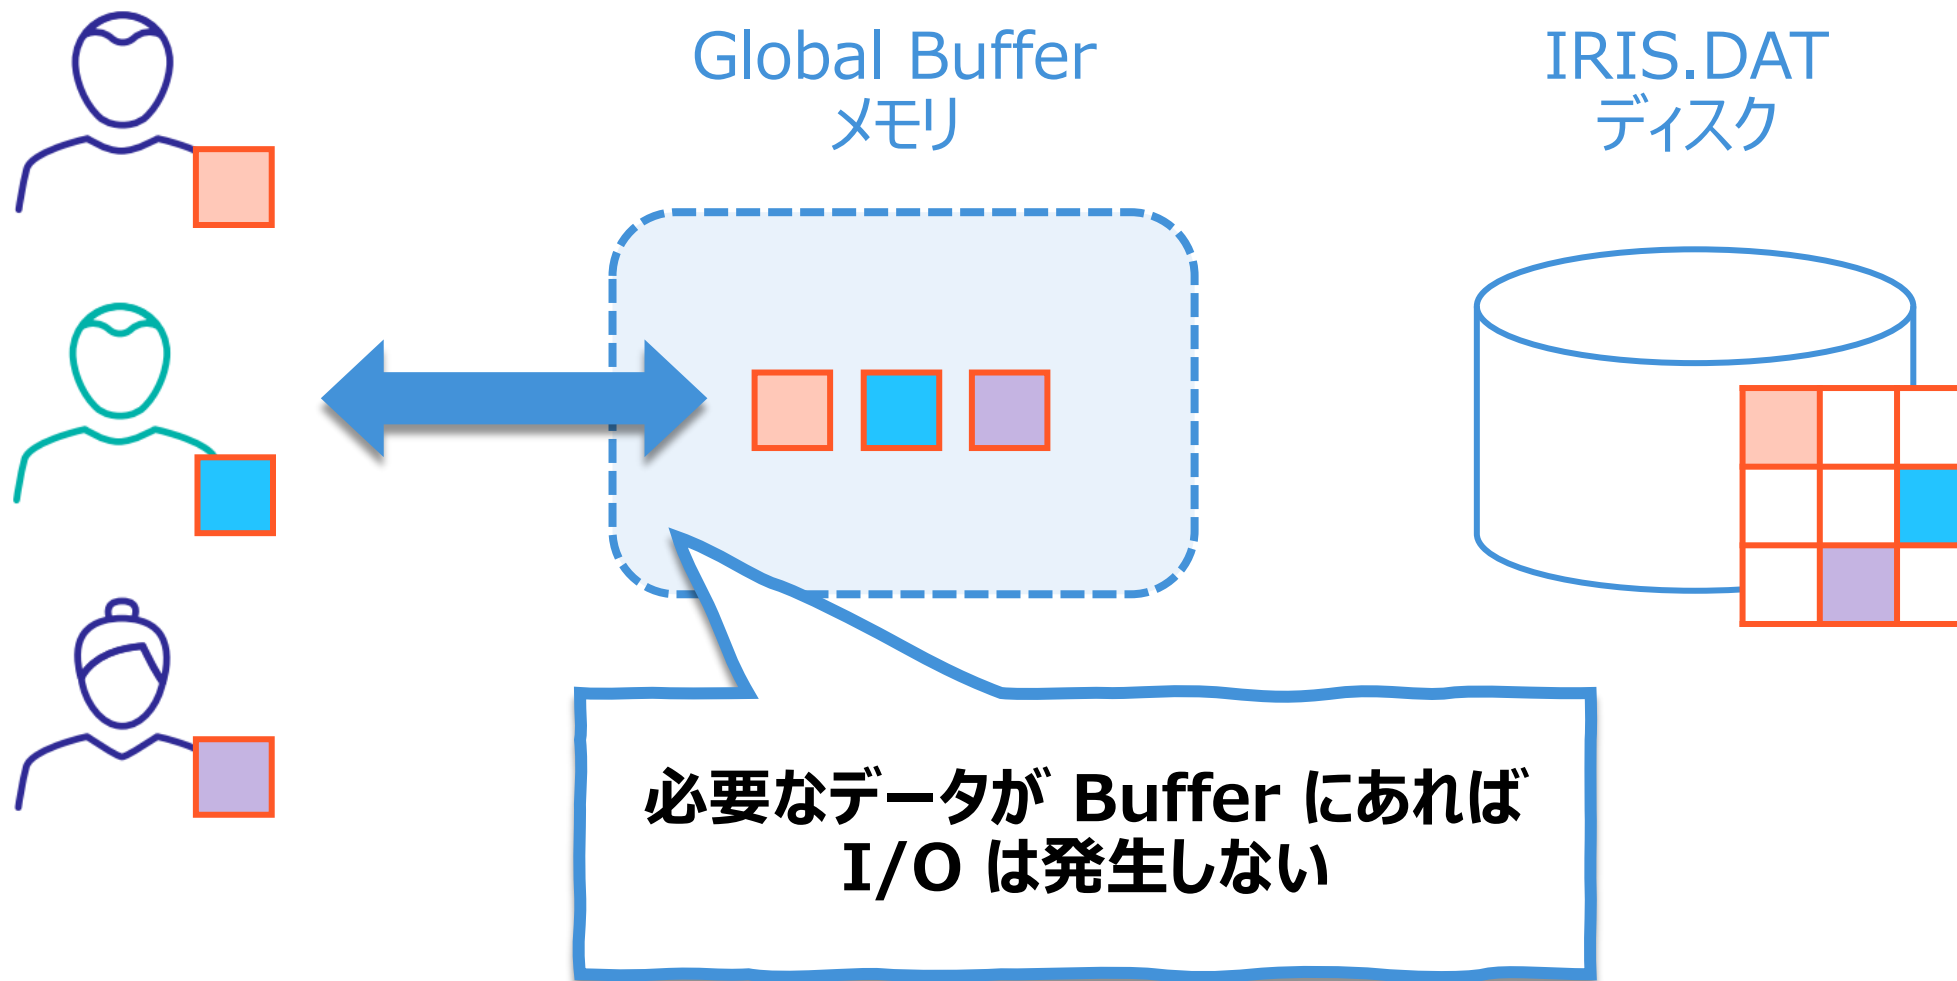 Global Buffer
メモリ
IRIS.DAT
ディスク
必要なデータが Buffer にあれば
I/O は発生しない